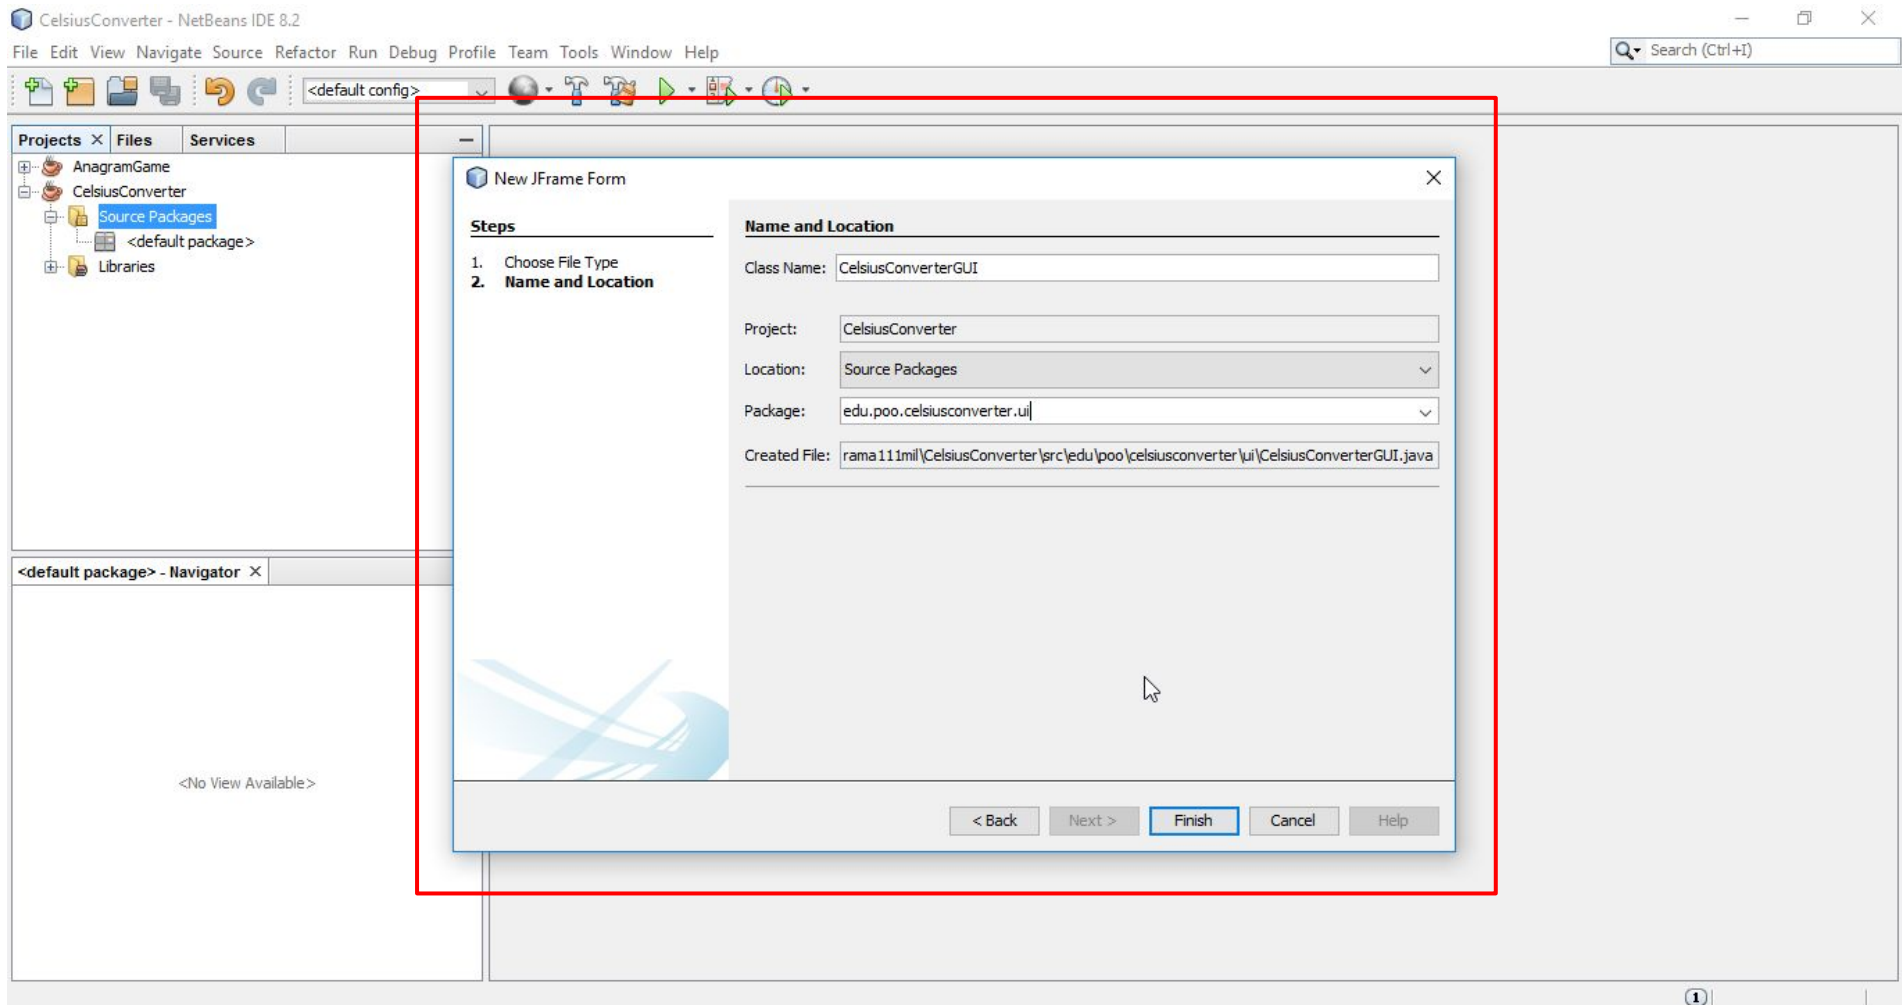 CelsiusConverter - NetBeans IDE 8.2
File Edit View Navigate Source Refactor Run Debug Profile Team Tools Window Help
Search (Ctrl+I)
<default config>
Projects Files Services
AnagramGame
CelsiusConverter
Source Packages
<default package>
Libraries
<default package> - Navigator
<No View Available>
New JFrame Form
Steps
1. Choose File Type
2. Name and Location
Name and Location
Class Name: CelsiusConverterGUI
Project: CelsiusConverter
Location: Source Packages
Package: edu.poo.celsiusconverter.ui
Created File: rama111mil\CelsiusConverter\src\edu\poo\celsiusconverter\ui\CelsiusConverterGUI.java
< Back Next > Finish Cancel Help
1